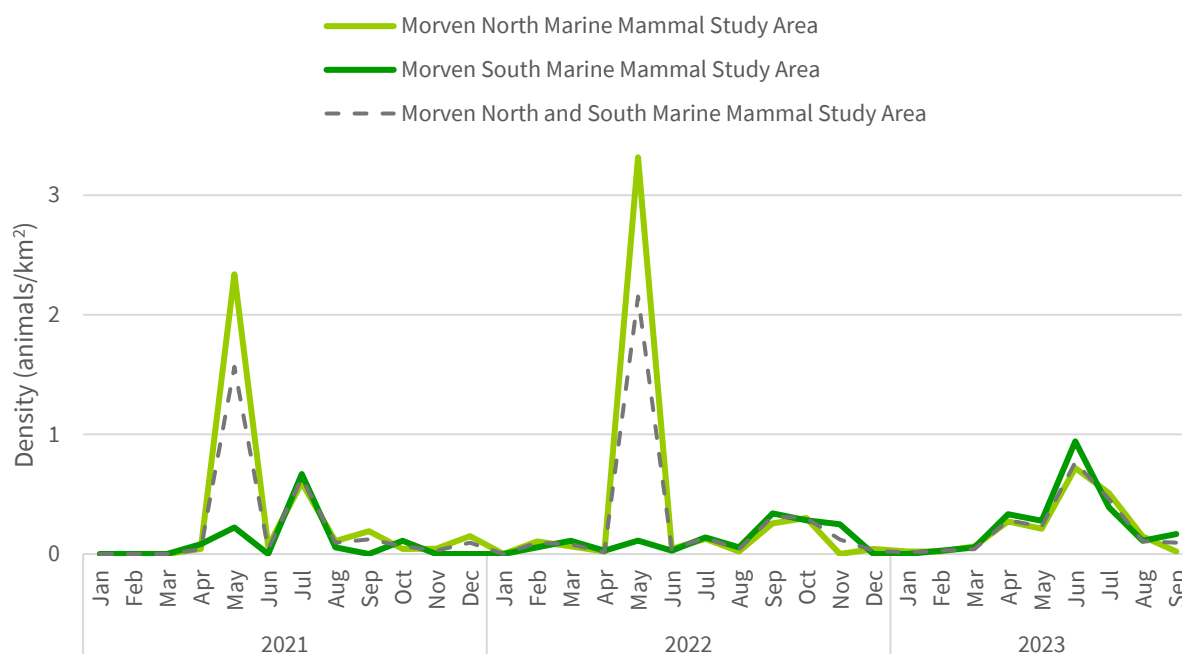 Morven North Marine Mammal Study Area
Morven South Marine Mammal Study Area
Morven North and South Marine Mammal Study Area
Density (animals/km²)
3
2
1
0
Jan Feb Mar Apr May Jun Jul Aug Sep Oct Nov Dec Jan Feb Mar Apr May Jun Jul Aug Sep Oct Nov Dec Jan Feb Mar Apr May Jun Jul Aug Sep
2021 2022 2023